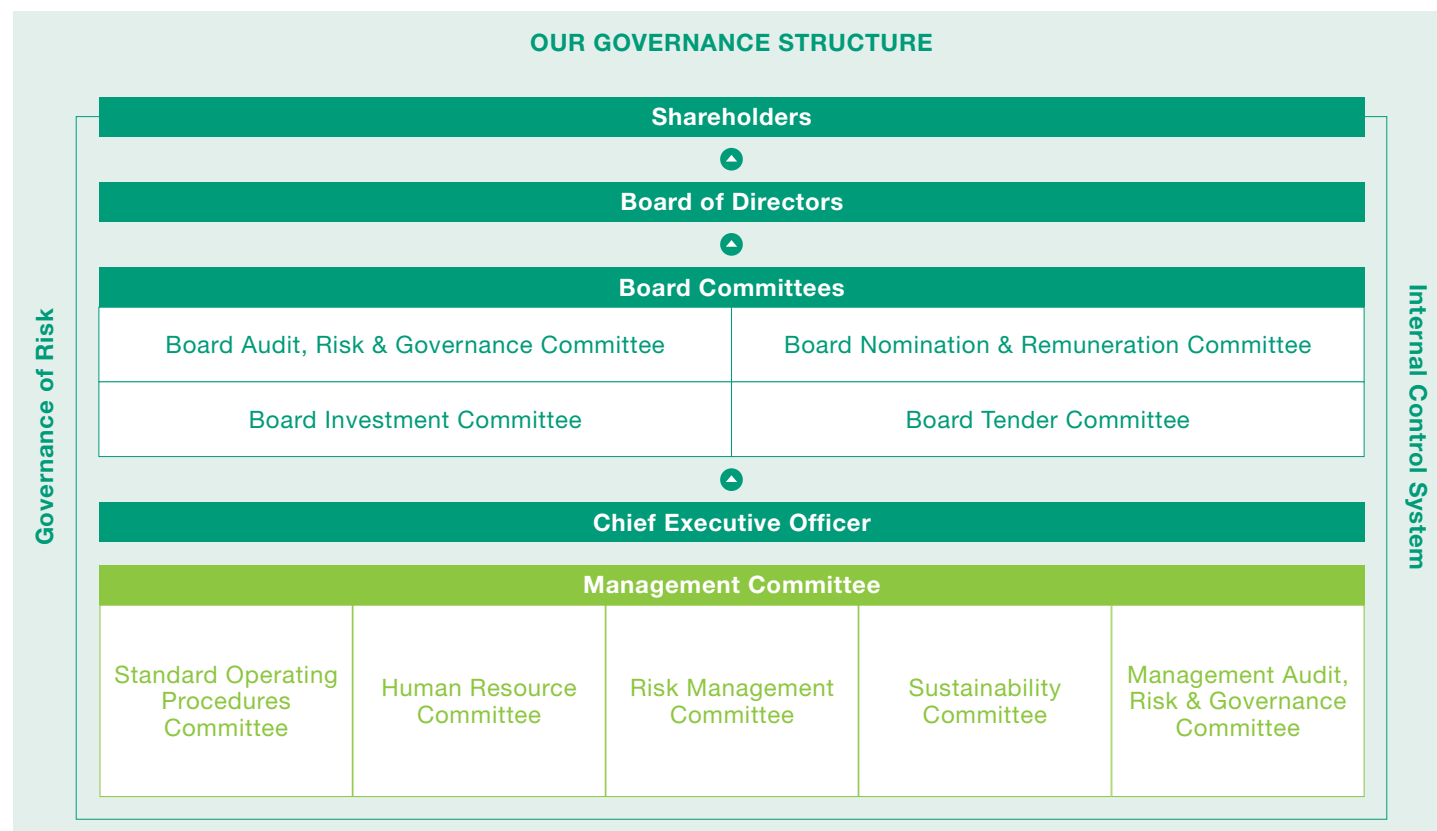 OUR GOVERNANCE STRUCTURE
Shareholders
Board of Directors
Board Committees
Board Audit, Risk & Governance Committee
Board Nomination & Remuneration Committee
Board Investment Committee
Board Tender Committee
Chief Executive Officer
Management Committee
Standard Operating
Procedures
Committee
Human Resource
Committee
Risk Management
Committee
Sustainability
Committee
Management Audit,
Risk & Governance
Committee
Governance of Risk
Internal Control System